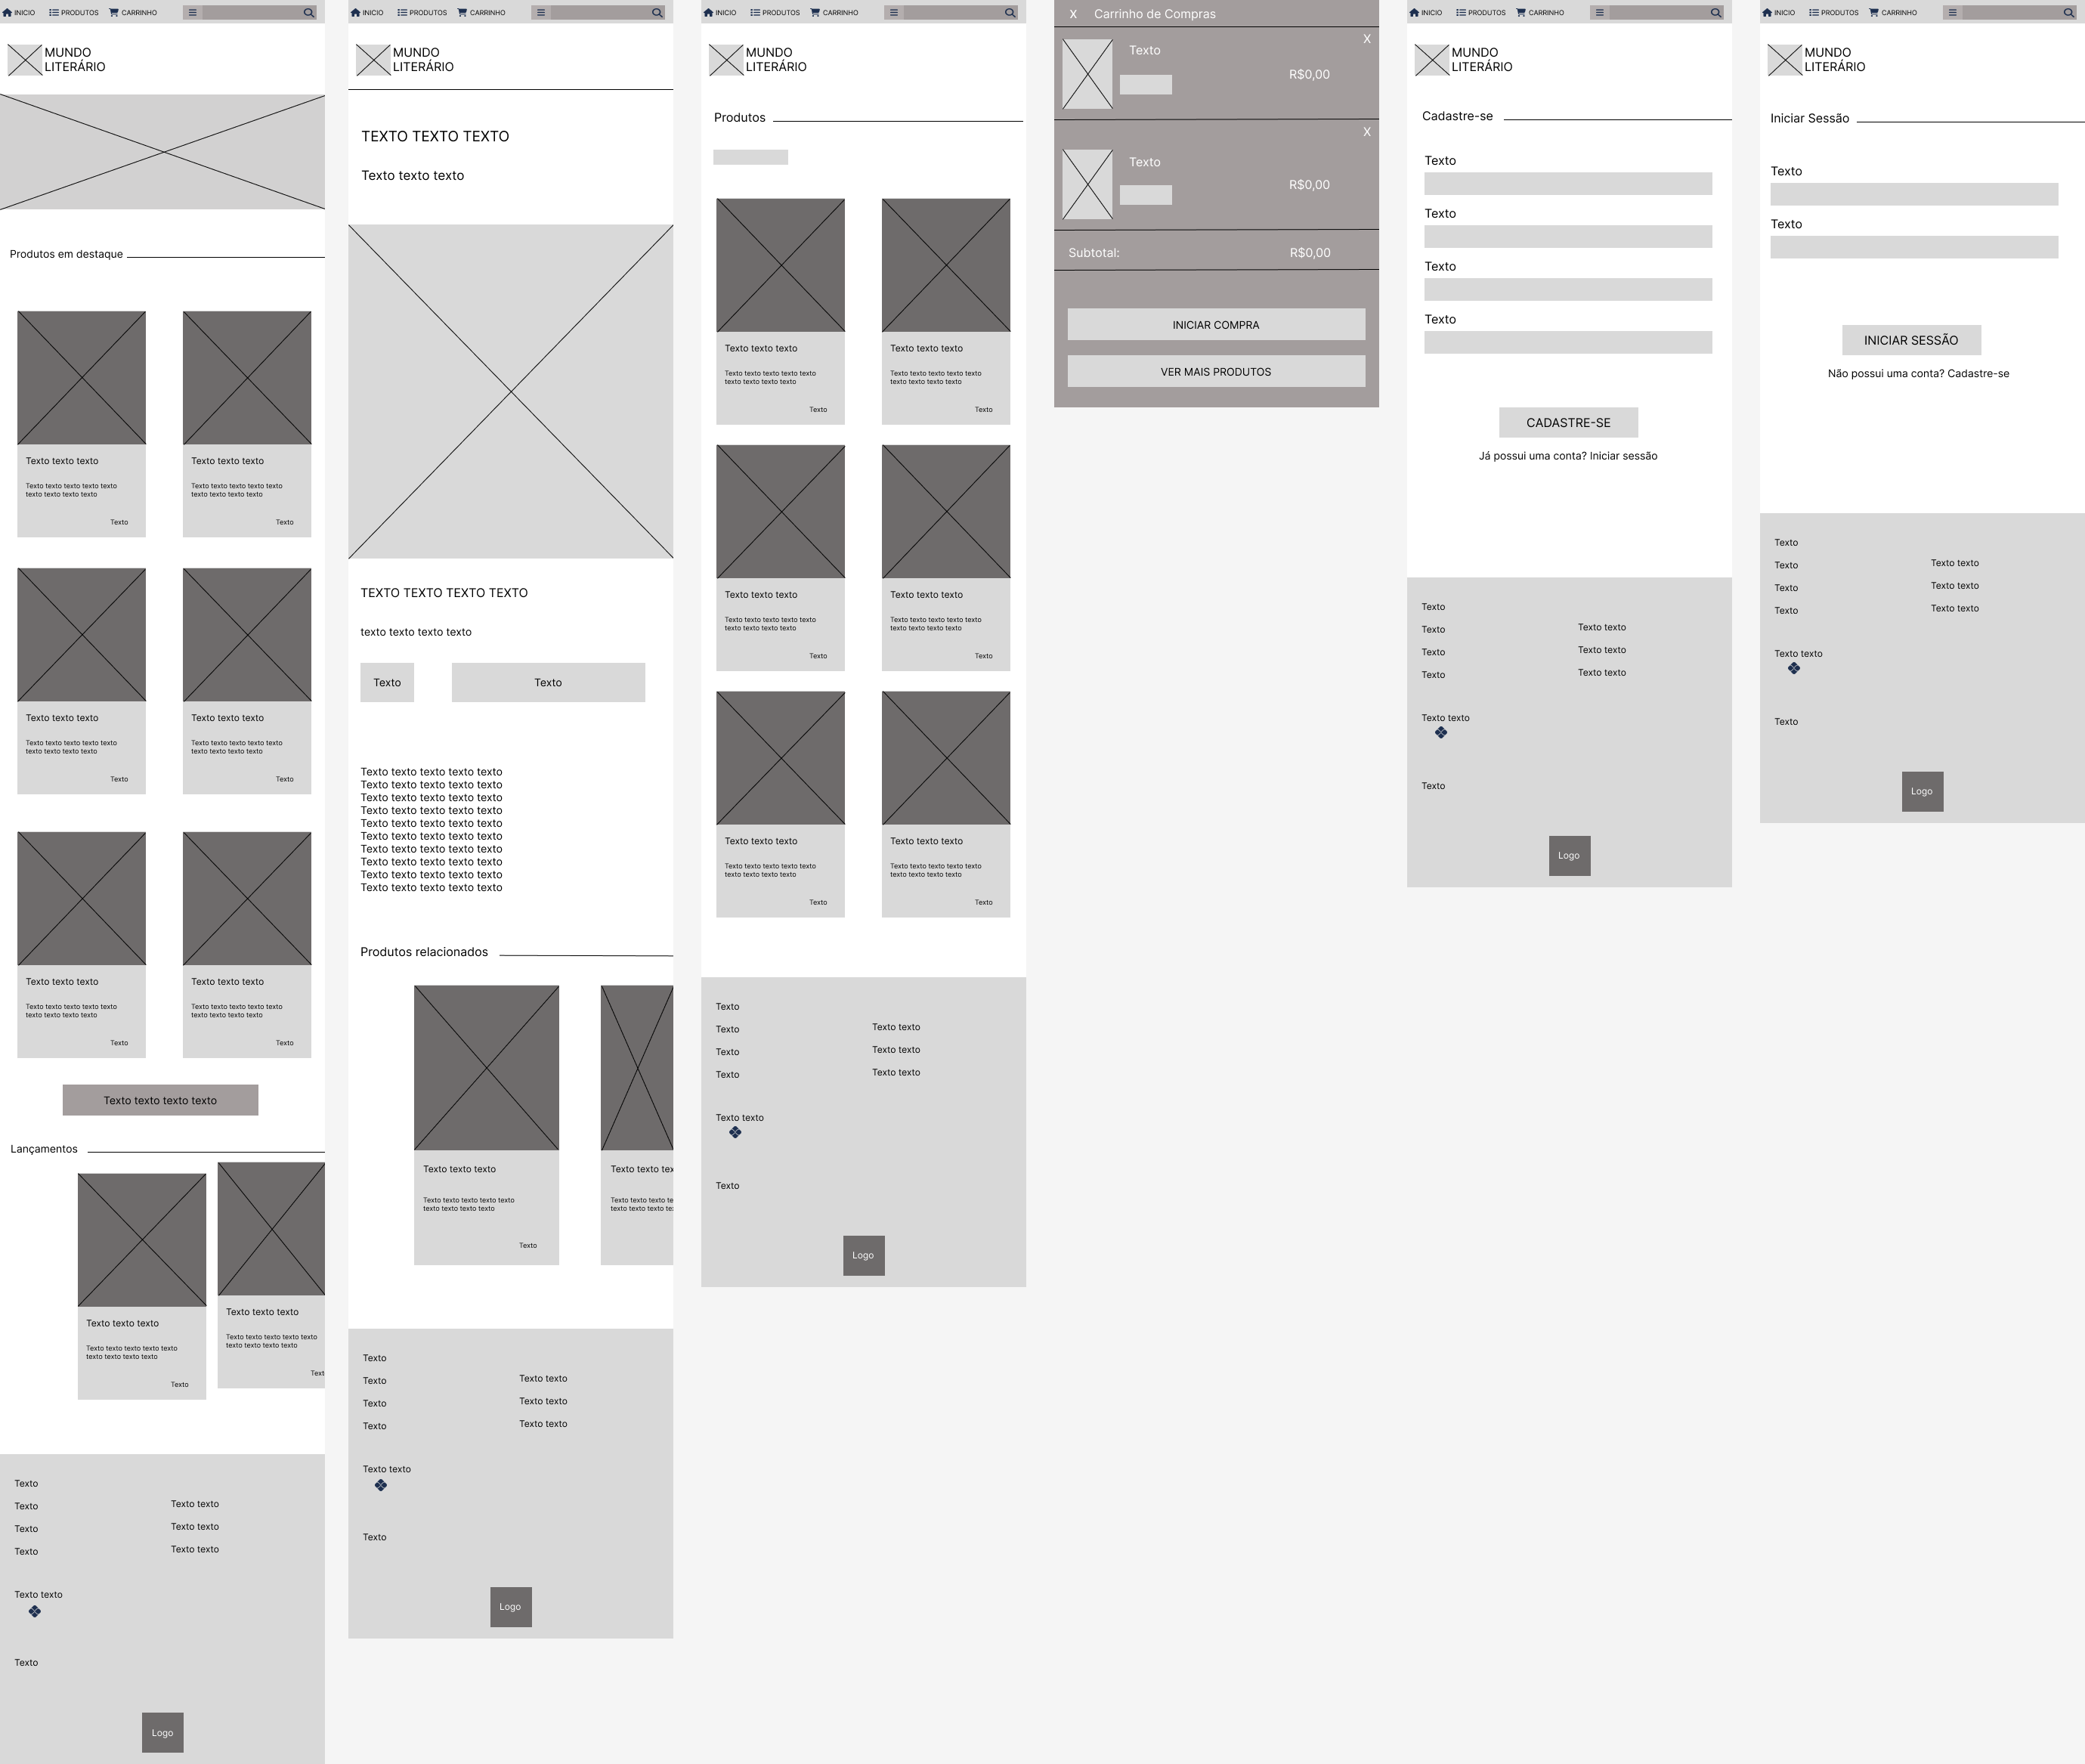 INICIO
PRODUTOS
CARRINHO
MUNDO
LITERÁRIO
Produtos em destaque
Texto texto texto
Texto texto texto texto texto
texto texto texto texto
Texto
Texto texto texto
Texto texto texto texto texto
texto texto texto texto
Texto
Texto texto texto
Texto texto texto texto texto
texto texto texto texto
Texto
Texto texto texto
Texto texto texto texto texto
texto texto texto texto
Texto
Texto texto texto
Texto texto texto texto texto
texto texto texto texto
Texto
Texto texto texto
Texto texto texto texto texto
texto texto texto texto
Texto
Texto texto texto texto
Lançamentos
Texto texto texto
Texto texto texto texto texto
texto texto texto texto
Texto
Texto texto texto
Texto texto texto texto texto
texto texto texto texto
Text
Texto
Texto
Texto
Texto
Texto texto
Texto texto
Texto texto
Texto texto
Texto
Logo
INICIO
PRODUTOS
CARRINHO
MUNDO
LITERÁRIO
TEXTO TEXTO TEXTO
Texto texto texto
TEXTO TEXTO TEXTO TEXTO
texto texto texto texto
Texto
Texto
Texto texto texto texto texto
Texto texto texto texto texto
Texto texto texto texto texto
Texto texto texto texto texto
Texto texto texto texto texto
Texto texto texto texto texto
Texto texto texto texto texto
Texto texto texto texto texto
Texto texto texto texto texto
Texto texto texto texto texto
Produtos relacionados
Texto texto texto
Texto texto texto texto texto
texto texto texto texto
Texto
Texto texto tex
Texto texto texto te
texto texto texto te
Texto
Texto
Texto
Texto
Texto texto
Texto texto
Texto texto
Texto texto
Texto
Logo
INICIO
PRODUTOS
CARRINHO
MUNDO
LITERÁRIO
Produtos
Texto texto texto
Texto texto texto texto texto
texto texto texto texto
Texto
Texto texto texto
Texto texto texto texto texto
texto texto texto texto
Texto
Texto texto texto
Texto texto texto texto texto
texto texto texto texto
Texto
Texto texto texto
Texto texto texto texto texto
texto texto texto texto
Texto
Texto texto texto
Texto texto texto texto texto
texto texto texto texto
Texto
Texto texto texto
Texto texto texto texto texto
texto texto texto texto
Texto
Texto
Texto
Texto
Texto
Texto texto
Texto texto
Texto texto
Texto texto
Texto
Logo
X Carrinho de Compras
X
Texto
R$0,00
X
Texto
R$0,00
Subtotal: R$0,00
INICIAR COMPRA
VER MAIS PRODUTOS
INICIO
PRODUTOS
CARRINHO
MUNDO
LITERÁRIO
Cadastre-se
Texto
Texto
Texto
Texto
CADASTRE-SE
Já possui uma conta? Iniciar sessão
Texto
Texto
Texto
Texto
Texto texto
Texto texto
Texto texto
Texto texto
Texto
Logo
INICIO
PRODUTOS
CARRINHO
MUNDO
LITERÁRIO
Iniciar Sessão
Texto
Texto
INICIAR SESSÃO
Não possui uma conta? Cadastre-se
Texto
Texto
Texto
Texto
Texto texto
Texto texto
Texto texto
Texto texto
Texto
Logo